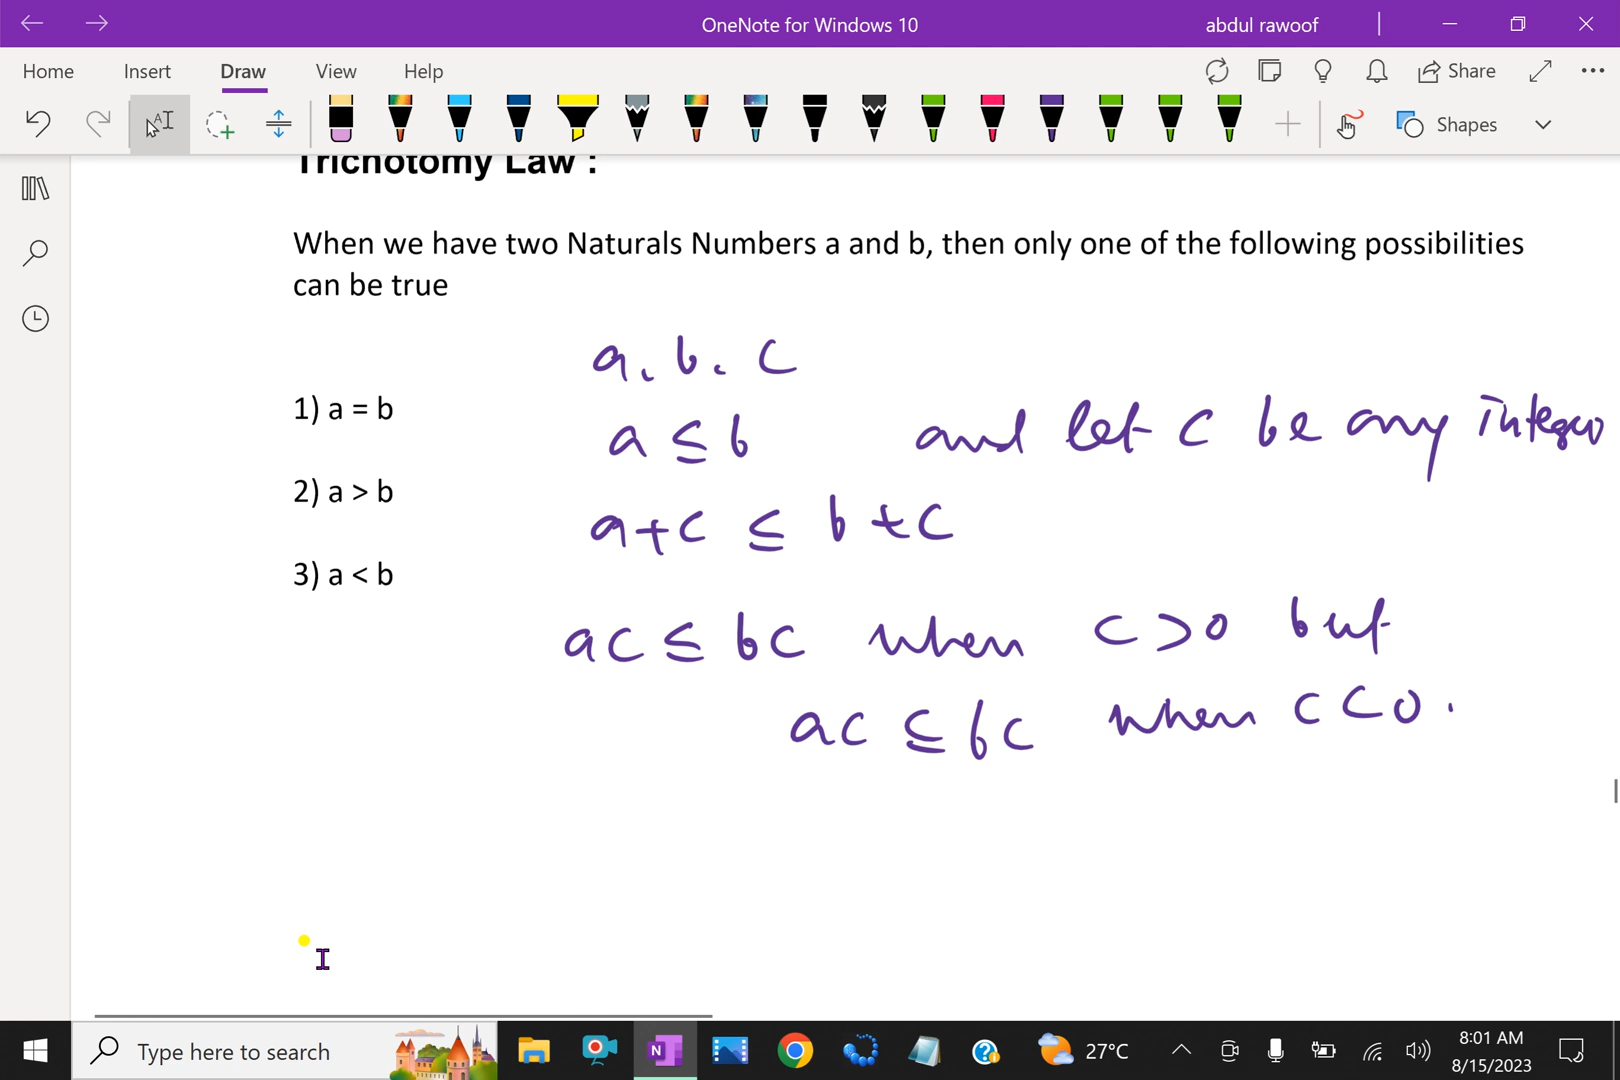 OneNote for Windows 10
abdul rawoof
Home Insert Draw View Help
Share
Shapes
Trichotomy Law :
When we have two Naturals Numbers a and b, then only one of the following possibilities
can be true
a, b, c
1) a = b
a ≤ b and let c be any integer
2) a > b
a+c ≤ b+c
3) a < b
ac ≤ bc when c>0 but
ac ≤ bc when c<0.
Type here to search
27°C
8:01 AM
8/15/2023